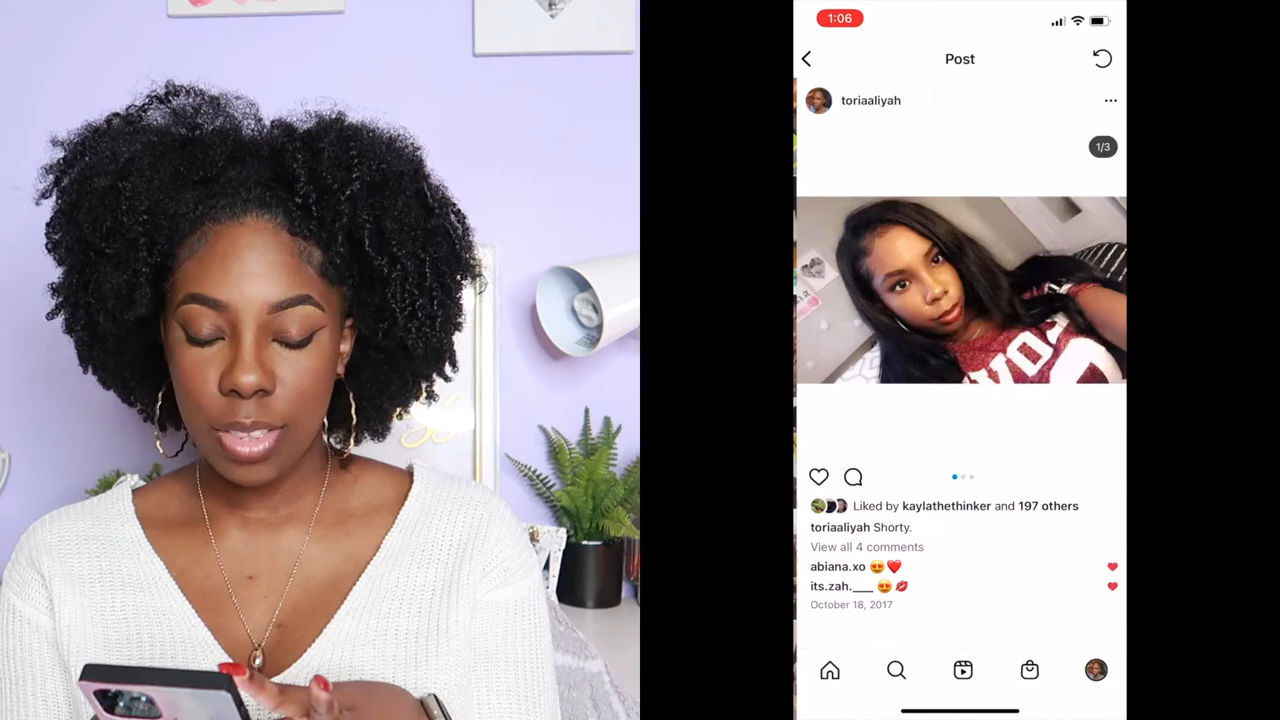 1:06
Post
toriaaliyah
1/3
Liked by kaylathethinker and 197 others
toriaaliyah Shorty.
View all 4 comments
abiana.xo 😍❤️
its.zah.____ 😍💋
October 18, 2017